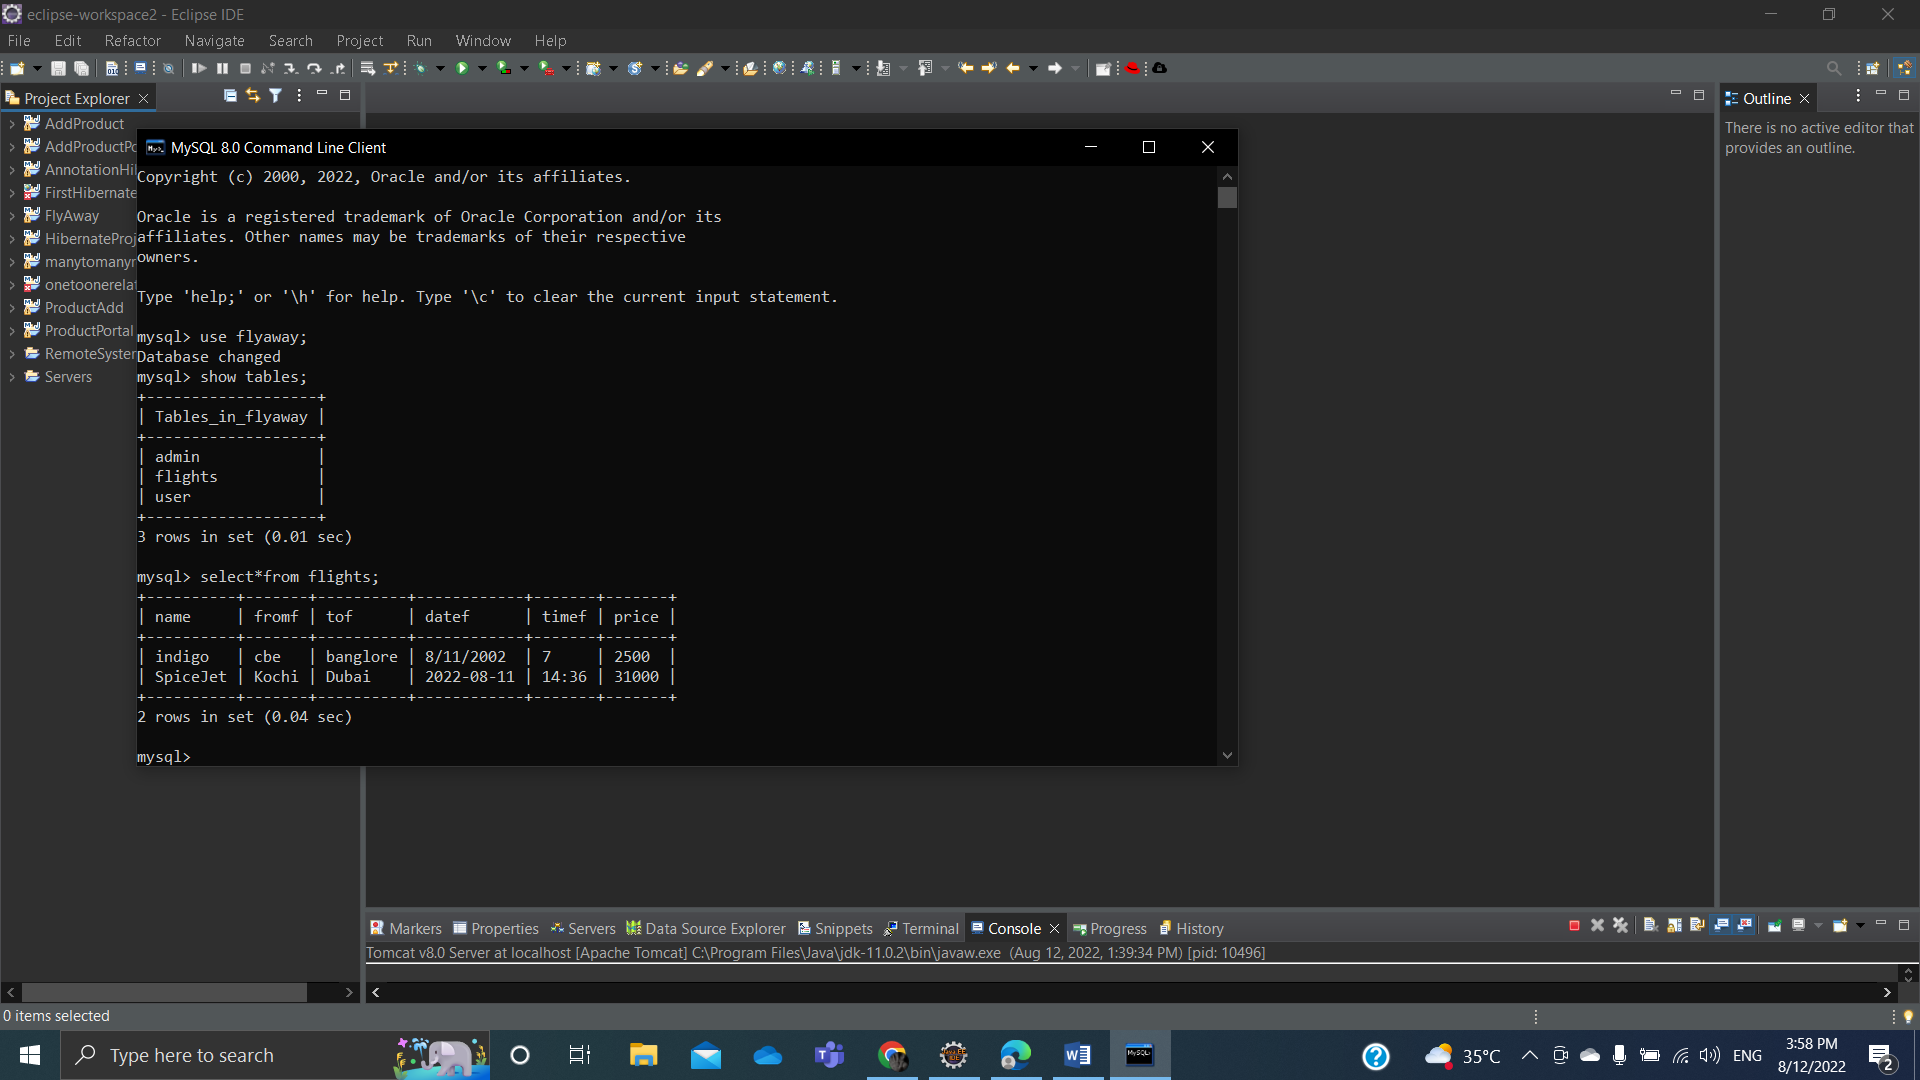 eclipse-workspace2 - Eclipse IDE
File Edit Refactor Navigate Search Project Run Window Help
Project Explorer
AddProduct
AddProductPo
AnnotationHi
FirstHibernate
FlyAway
HibernateProj
manytomanyr
onetoonerela
ProductAdd
ProductPortal
RemoteSyster
Servers
MySQL 8.0 Command Line Client
Copyright (c) 2000, 2022, Oracle and/or its affiliates.
Oracle is a registered trademark of Oracle Corporation and/or its
affiliates. Other names may be trademarks of their respective
owners.
Type 'help;' or '\h' for help. Type '\c' to clear the current input statement.
mysql> use flyaway;
Database changed
mysql> show tables;
+-------------------+
| Tables_in_flyaway |
+-------------------+
| admin             |
| flights           |
| user              |
+-------------------+
3 rows in set (0.01 sec)
mysql> select*from flights;
+----------+-------+----------+------------+-------+-------+
| name     | fromf | tof      | datef      | timef | price |
+----------+-------+----------+------------+-------+-------+
| indigo   | cbe   | banglore | 8/11/2002  | 7     | 2500  |
| SpiceJet | Kochi | Dubai    | 2022-08-11 | 14:36 | 31000 |
+----------+-------+----------+------------+-------+-------+
2 rows in set (0.04 sec)
mysql>
Outline
There is no active editor that
provides an outline.
Markers Properties Servers Data Source Explorer Snippets Terminal Console Progress History
Tomcat v8.0 Server at localhost [Apache Tomcat] C:\Program Files\Java\jdk-11.0.2\bin\javaw.exe (Aug 12, 2022, 1:39:34 PM) [pid: 10496]
0 items selected
Type here to search
35°C
ENG
3:58 PM
8/12/2022
2